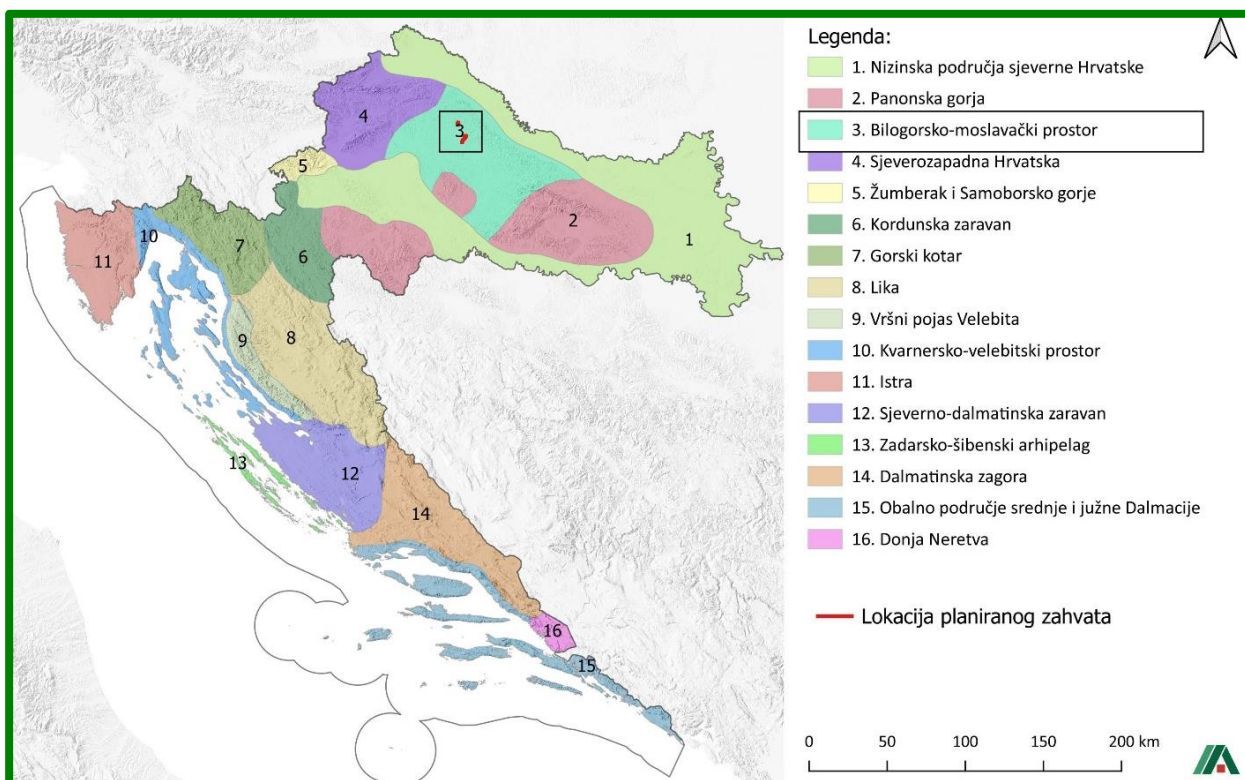 Legenda:
1. Nizinska područja sjeverne Hrvatske
2. Panonska gorja
3. Bilogorsko-moslavački prostor
4. Sjeverozapadna Hrvatska
5. Žumberak i Samoborsko gorje
6. Kordunska zaravan
7. Gorski kotar
8. Lika
9. Vršni pojas Velebita
10. Kvarnersko-velebitski prostor
11. Istra
12. Sjeverno-dalmatinska zaravan
13. Zadarsko-šibenski arhipelag
14. Dalmatinska zagora
15. Obalno područje srednje i južne Dalmacije
16. Donja Neretva
Lokacija planiranog zahvata
0 50 100 150 200 km
4
3
5
2
1
10
7
6
11
9
8
13
12
14
16
15